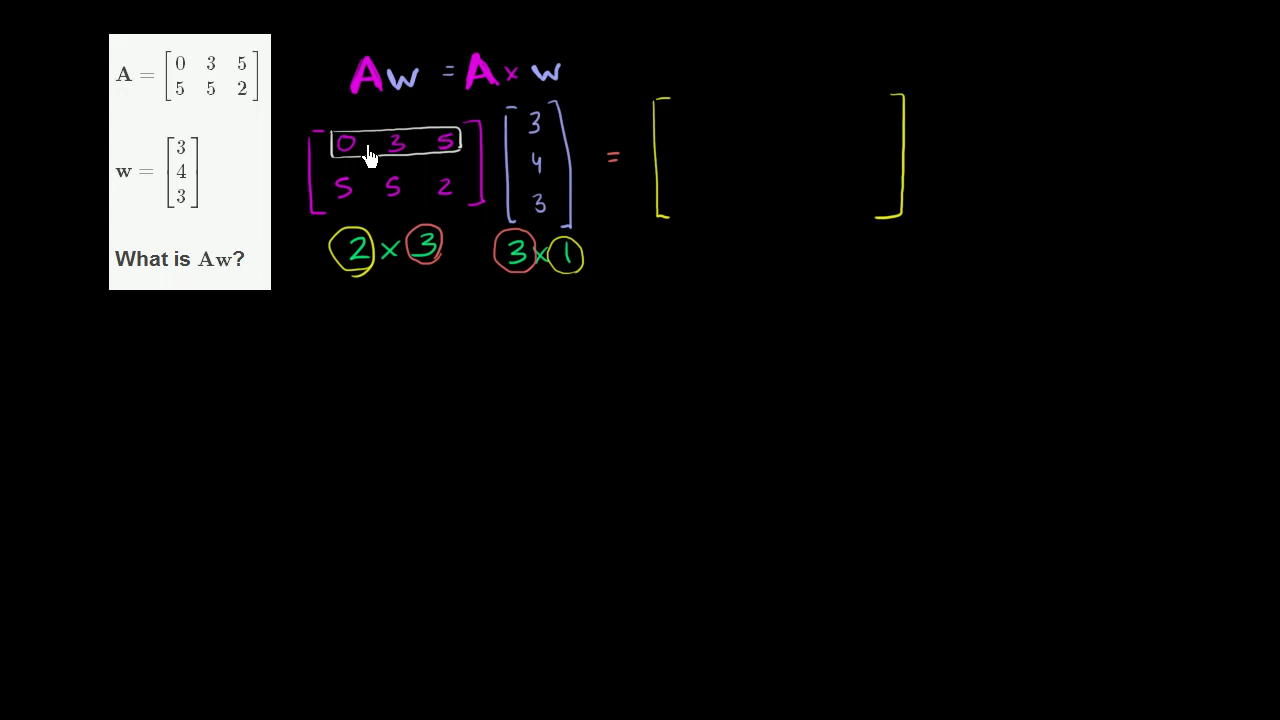 A = [0 3 5
5 5 2]
w = [3
4
3]
What is Aw?
Aw = A × w
[0 3 5
5 5 2] [3
4
3] = [ ]
2 × 3 3 × 1